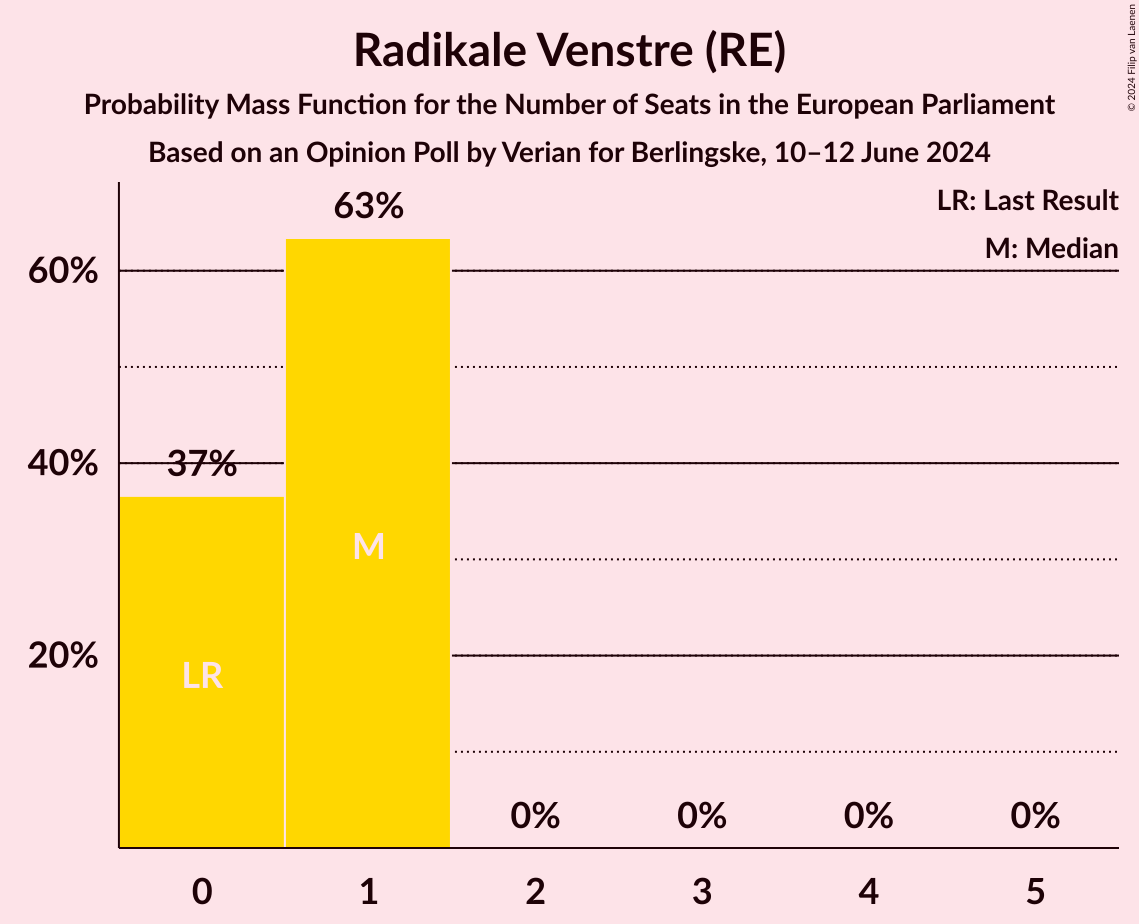 Radikale Venstre (RE)
Probability Mass Function for the Number of Seats in the European Parliament
Based on an Opinion Poll by Verian for Berlingske, 10–12 June 2024
© 2024 Filip van Laenen
LR: Last Result
M: Median
63%
60%
40%
37%
20%
M
LR
0%
0%
0%
0%
0
1
2
3
4
5